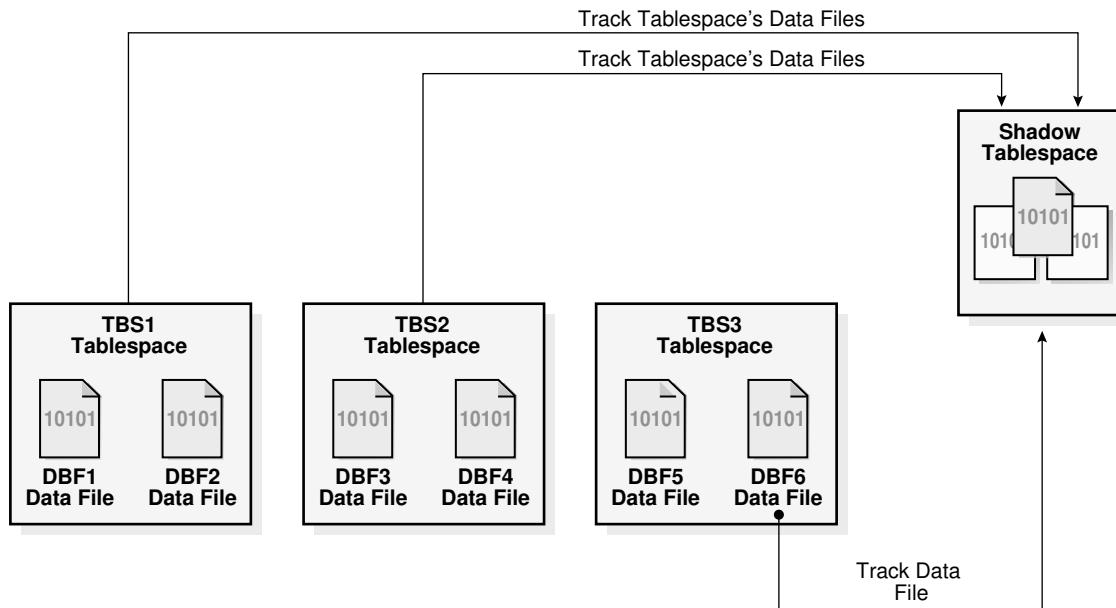 Track Tablespace's Data Files
Track Tablespace's Data Files
Shadow
Tablespace
10101
1010
101
TBS1
Tablespace
10101
10101
DBF1
Data File
DBF2
Data File
TBS2
Tablespace
10101
10101
DBF3
Data File
DBF4
Data File
TBS3
Tablespace
10101
10101
DBF5
Data File
DBF6
Data File
Track Data
File